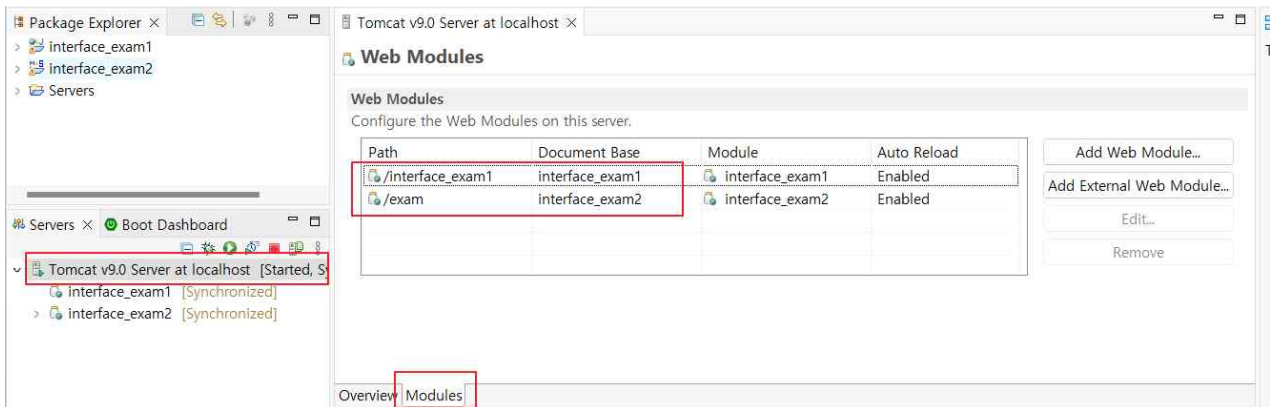 Package Explorer
interface_exam1
interface_exam2
Servers
Servers
Boot Dashboard
Tomcat v9.0 Server at localhost [Started, Sy
interface_exam1 [Synchronized]
interface_exam2 [Synchronized]
Tomcat v9.0 Server at localhost
Web Modules
Web Modules
Configure the Web Modules on this server.
Path Document Base Module Auto Reload
/interface_exam1 interface_exam1 interface_exam1 Enabled
/exam interface_exam2 interface_exam2 Enabled
Add Web Module...
Add External Web Module...
Edit...
Remove
Overview Modules